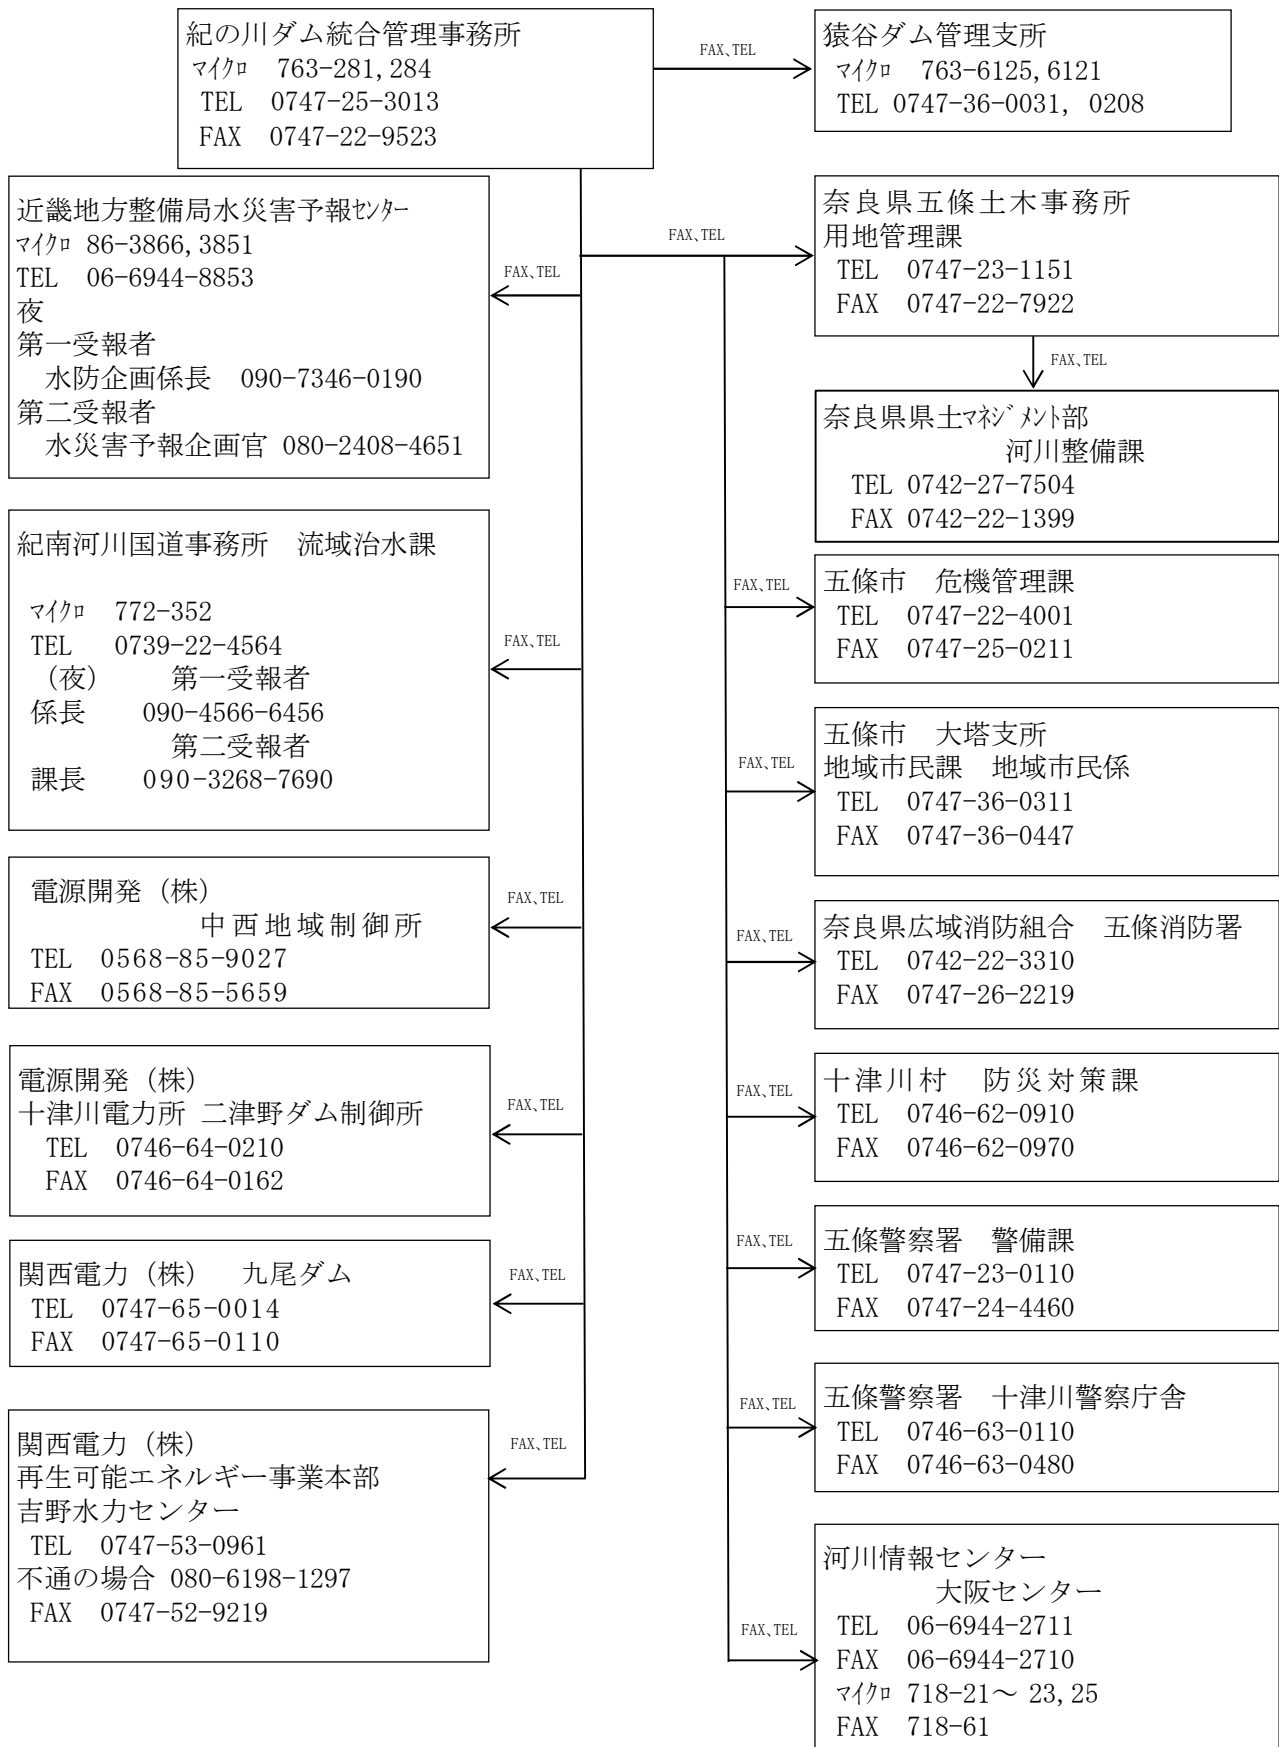 紀の川ダム統合管理事務所
マイクロ 763-281,284
TEL 0747-25-3013
FAX 0747-22-9523
FAX、TEL
猿谷ダム管理支所
マイクロ 763-6125,6121
TEL 0747-36-0031, 0208
近畿地方整備局水災害予報センター
マイクロ 86-3866,3851
TEL 06-6944-8853
夜
第一受報者
水防企画係長 090-7346-0190
第二受報者
水災害予報企画官 080-2408-4651
FAX、TEL
FAX、TEL
奈良県五條土木事務所
用地管理課
TEL 0747-23-1151
FAX 0747-22-7922
FAX、TEL
奈良県県土マネジメント部
河川整備課
TEL 0742-27-7504
FAX 0742-22-1399
紀南河川国道事務所 流域治水課
マイクロ 772-352
TEL 0739-22-4564
（夜） 第一受報者
係長 090-4566-6456
第二受報者
課長 090-3268-7690
FAX、TEL
FAX、TEL
五條市 危機管理課
TEL 0747-22-4001
FAX 0747-25-0211
FAX、TEL
五條市 大塔支所
地域市民課 地域市民係
TEL 0747-36-0311
FAX 0747-36-0447
電源開発（株）
中西地域制御所
TEL 0568-85-9027
FAX 0568-85-5659
FAX、TEL
FAX、TEL
奈良県広域消防組合 五條消防署
TEL 0742-22-3310
FAX 0747-26-2219
電源開発（株）
十津川電力所 二津野ダム制御所
TEL 0746-64-0210
FAX 0746-64-0162
FAX、TEL
FAX、TEL
十津川村 防災対策課
TEL 0746-62-0910
FAX 0746-62-0970
関西電力（株） 九尾ダム
TEL 0747-65-0014
FAX 0747-65-0110
FAX、TEL
FAX、TEL
五條警察署 警備課
TEL 0747-23-0110
FAX 0747-24-4460
関西電力（株）
再生可能エネルギー事業本部
吉野水力センター
TEL 0747-53-0961
不通の場合 080-6198-1297
FAX 0747-52-9219
FAX、TEL
FAX、TEL
五條警察署 十津川警察庁舎
TEL 0746-63-0110
FAX 0746-63-0480
FAX、TEL
河川情報センター
大阪センター
TEL 06-6944-2711
FAX 06-6944-2710
マイクロ 718-21～ 23,25
FAX 718-61